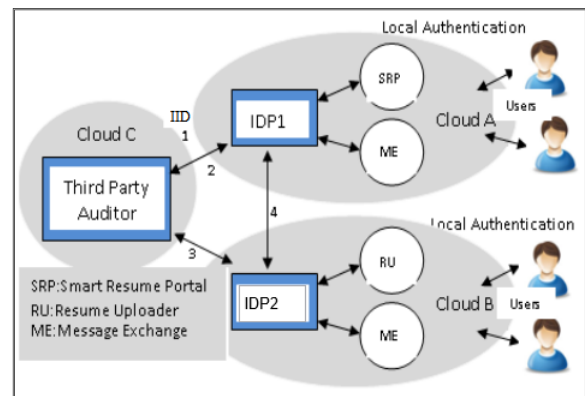 Local Authentication
SRP
IID
IDP1
Users
Cloud C
1
Cloud A
2
ME
Third Party
Auditor
4
Local Authentication
3
RU
SRP:Smart Resume Portal
RU:Resume Uploader
ME:Message Exchange
IDP2
Cloud B
Users
ME